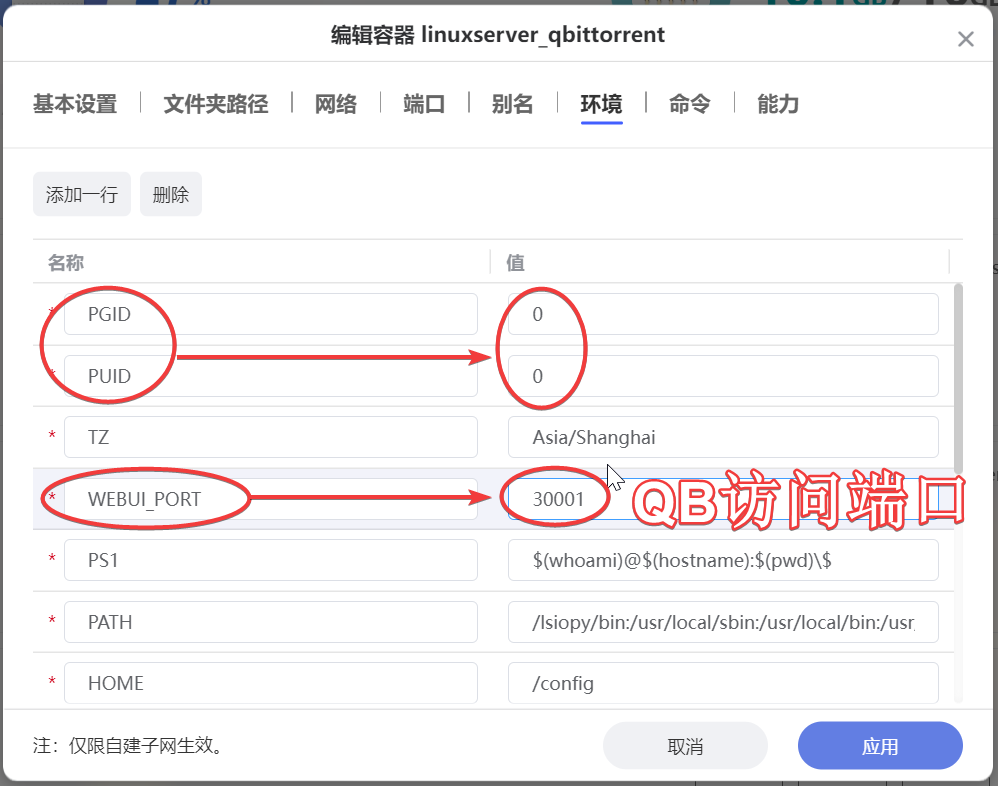 编辑容器 linuxserver_qbittorrent
基本设置 文件夹路径 网络 端口 别名 环境 命令 能力
添加一行 删除
名称 值
* PGID 0
* PUID 0
* TZ Asia/Shanghai
* WEBUI_PORT 30001 QB访问端口
* PS1 $(whoami)@$(hostname):$(pwd)\$
* PATH /lsiopy/bin:/usr/local/sbin:/usr/local/bin:/usr
* HOME /config
注：仅限自建子网生效。 取消 应用